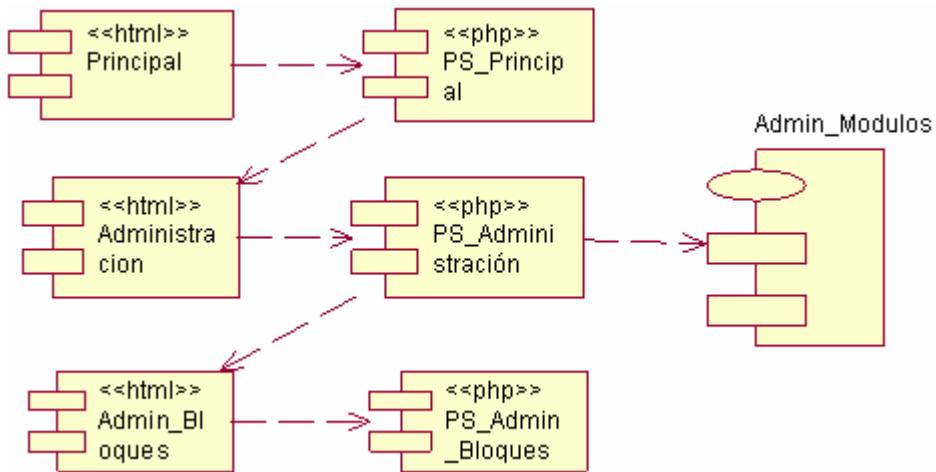 <<html>>
Principal
<<php>>
PS_Princip
al
Admin_Modulos
<<html>>
Administra
cion
<<php>>
PS_Admini
stración
<<html>>
Admin_Bl
oques
<<php>>
PS_Admin
_Bloques